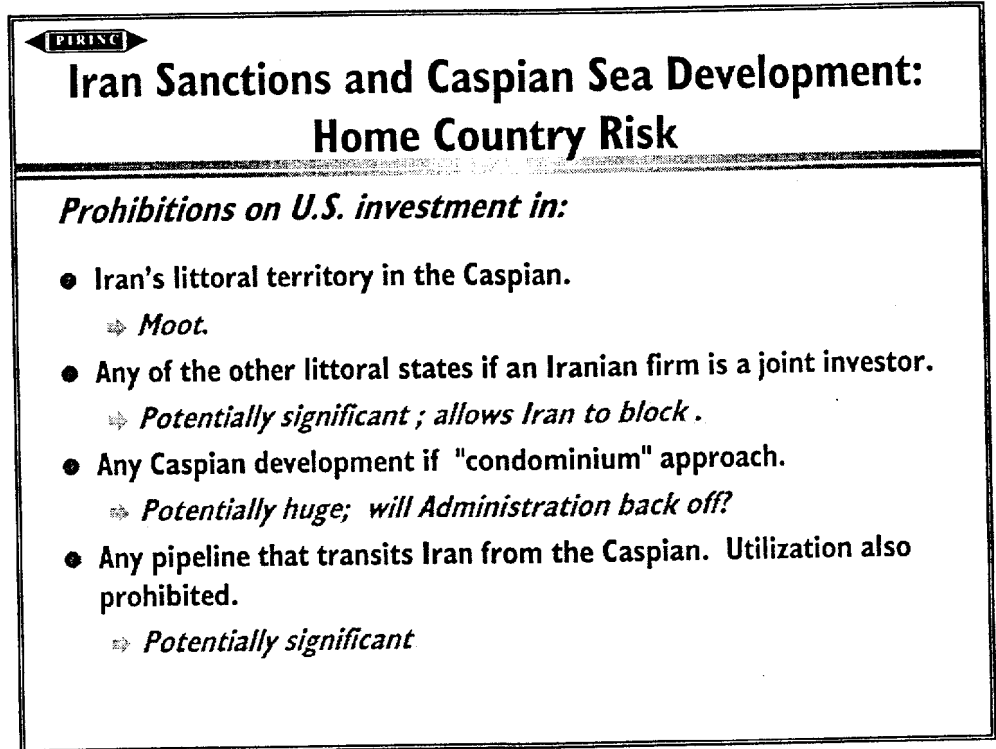 PIRINC
Iran Sanctions and Caspian Sea Development:
Home Country Risk
Prohibitions on U.S. investment in:
● Iran's littoral territory in the Caspian.
⇨ Moot.
● Any of the other littoral states if an Iranian firm is a joint investor.
⇨ Potentially significant ; allows Iran to block .
● Any Caspian development if "condominium" approach.
⇨ Potentially huge; will Administration back off?
● Any pipeline that transits Iran from the Caspian. Utilization also
prohibited.
⇨ Potentially significant